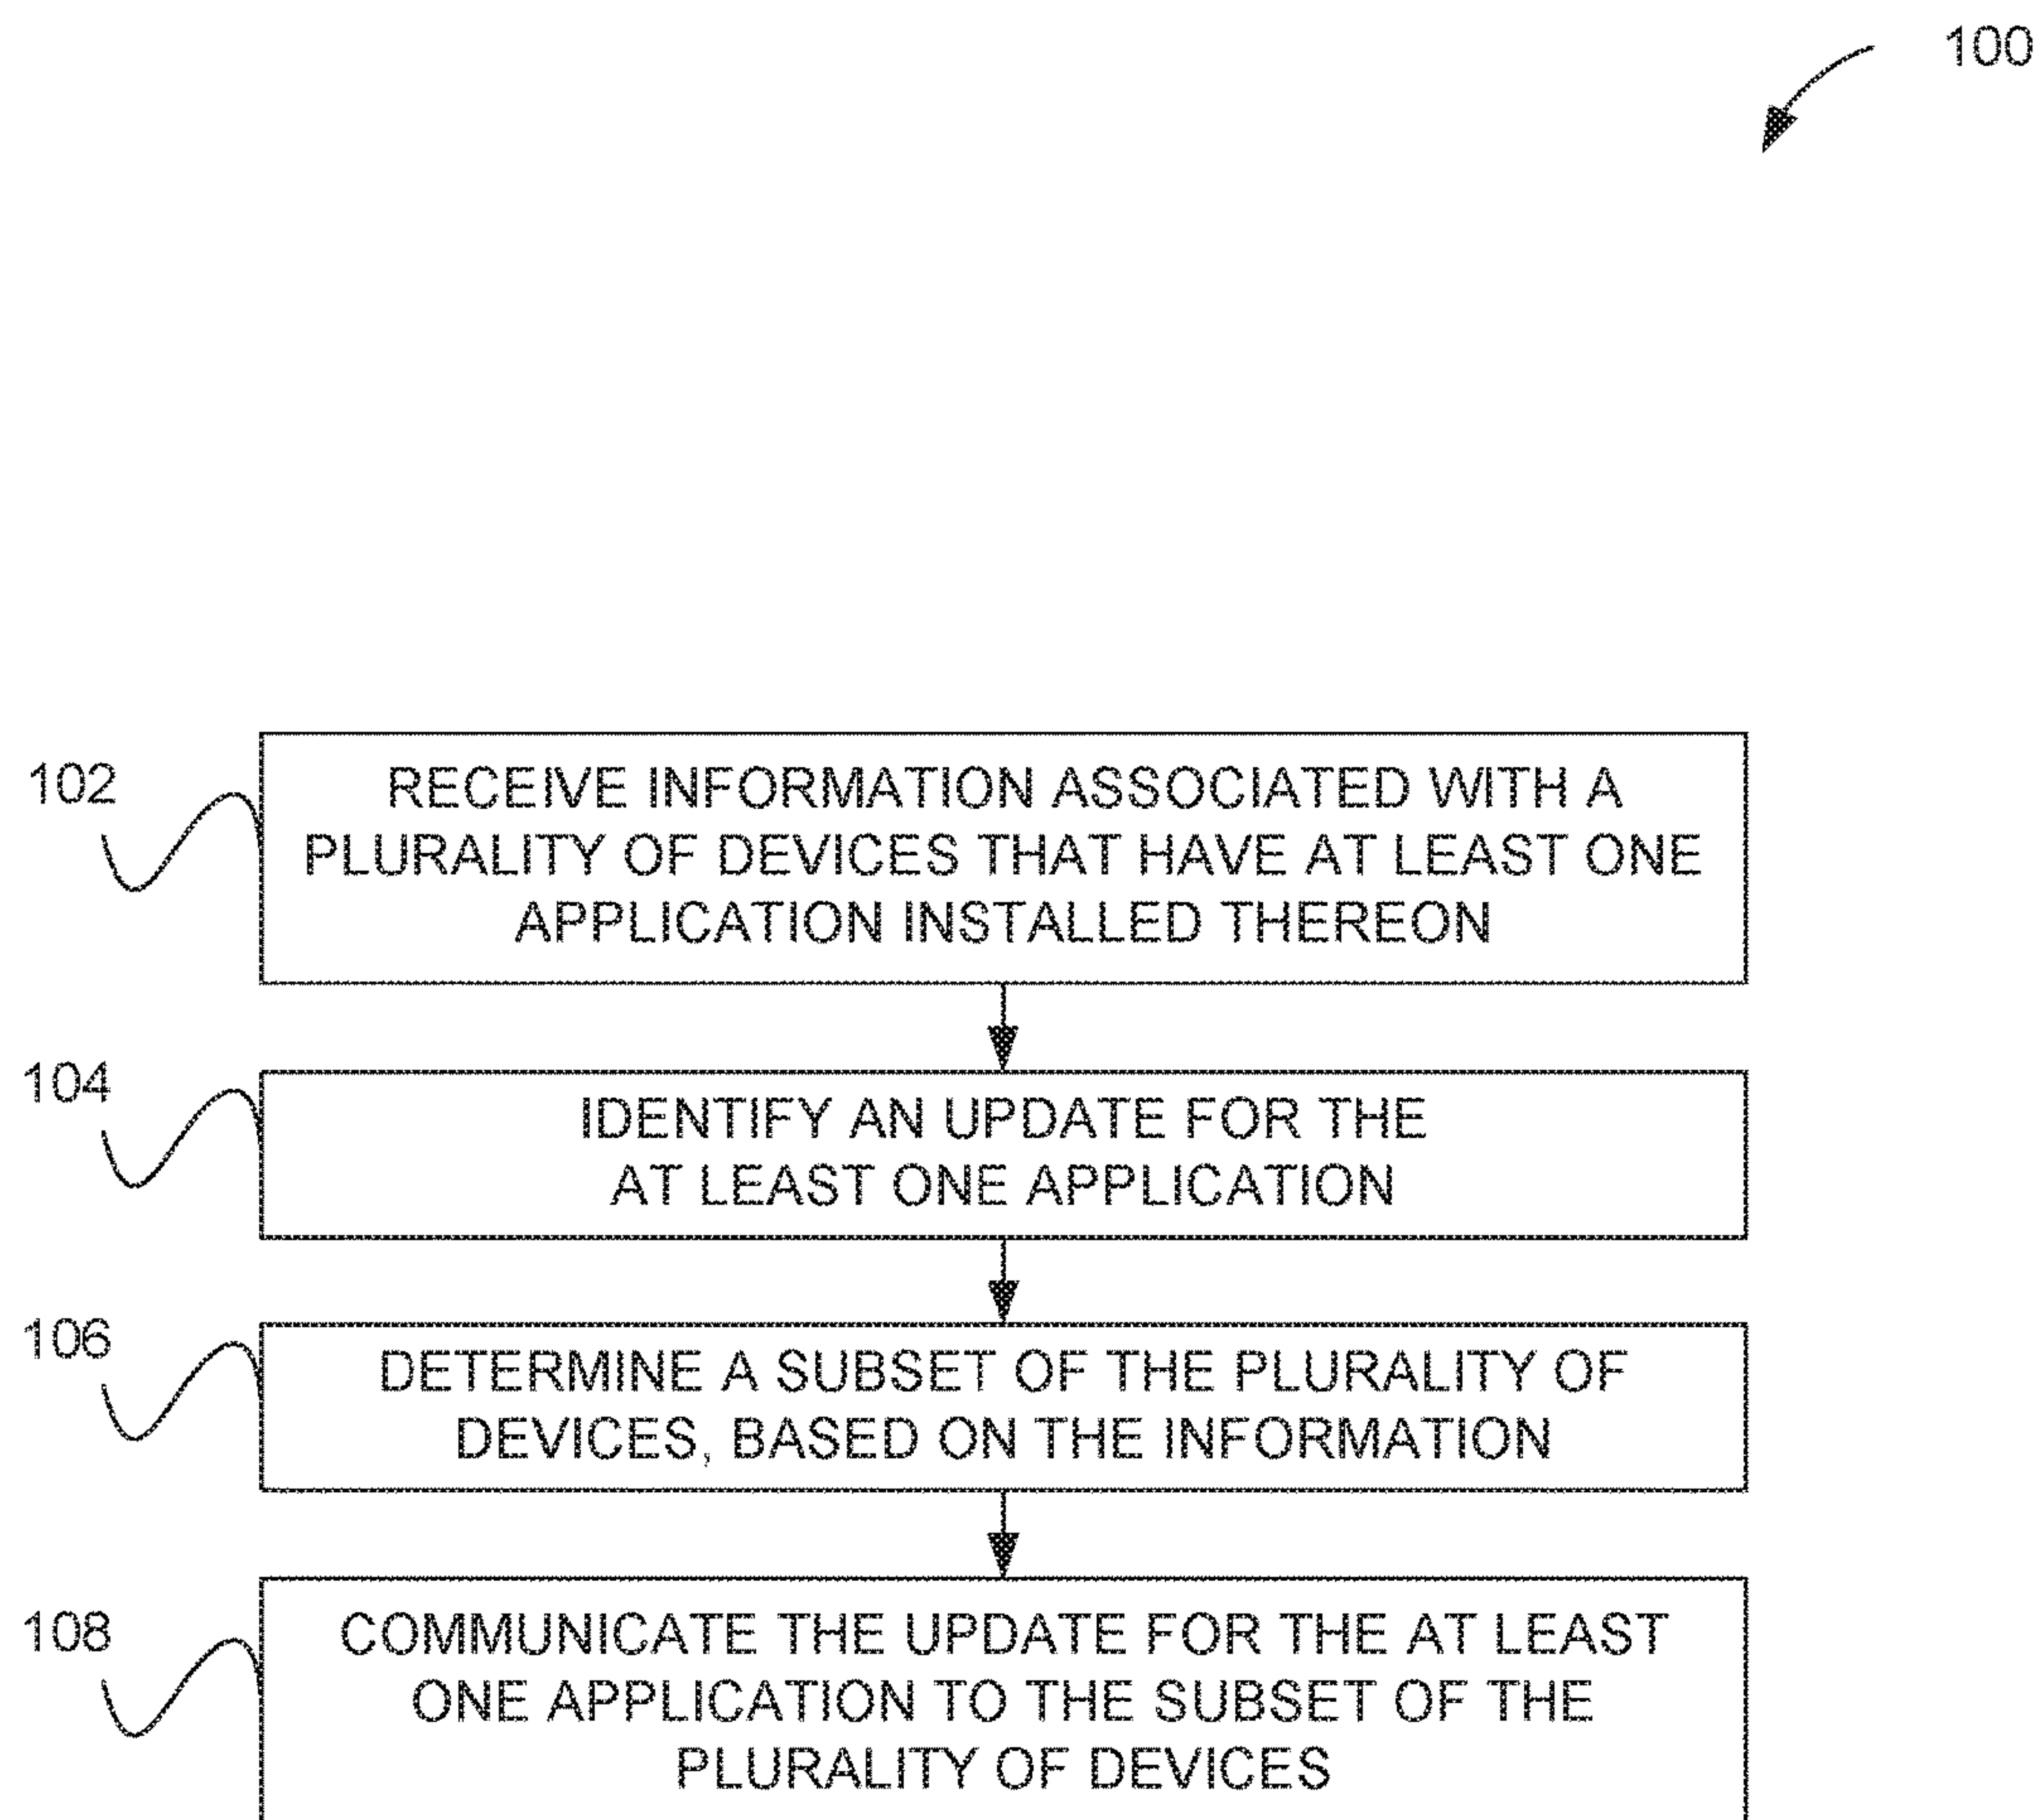 100
102
RECEIVE INFORMATION ASSOCIATED WITH A
PLURALITY OF DEVICES THAT HAVE AT LEAST ONE
APPLICATION INSTALLED THEREON
104
IDENTIFY AN UPDATE FOR THE
AT LEAST ONE APPLICATION
106
DETERMINE A SUBSET OF THE PLURALITY OF
DEVICES, BASED ON THE INFORMATION
108
COMMUNICATE THE UPDATE FOR THE AT LEAST
ONE APPLICATION TO THE SUBSET OF THE
PLURALITY OF DEVICES